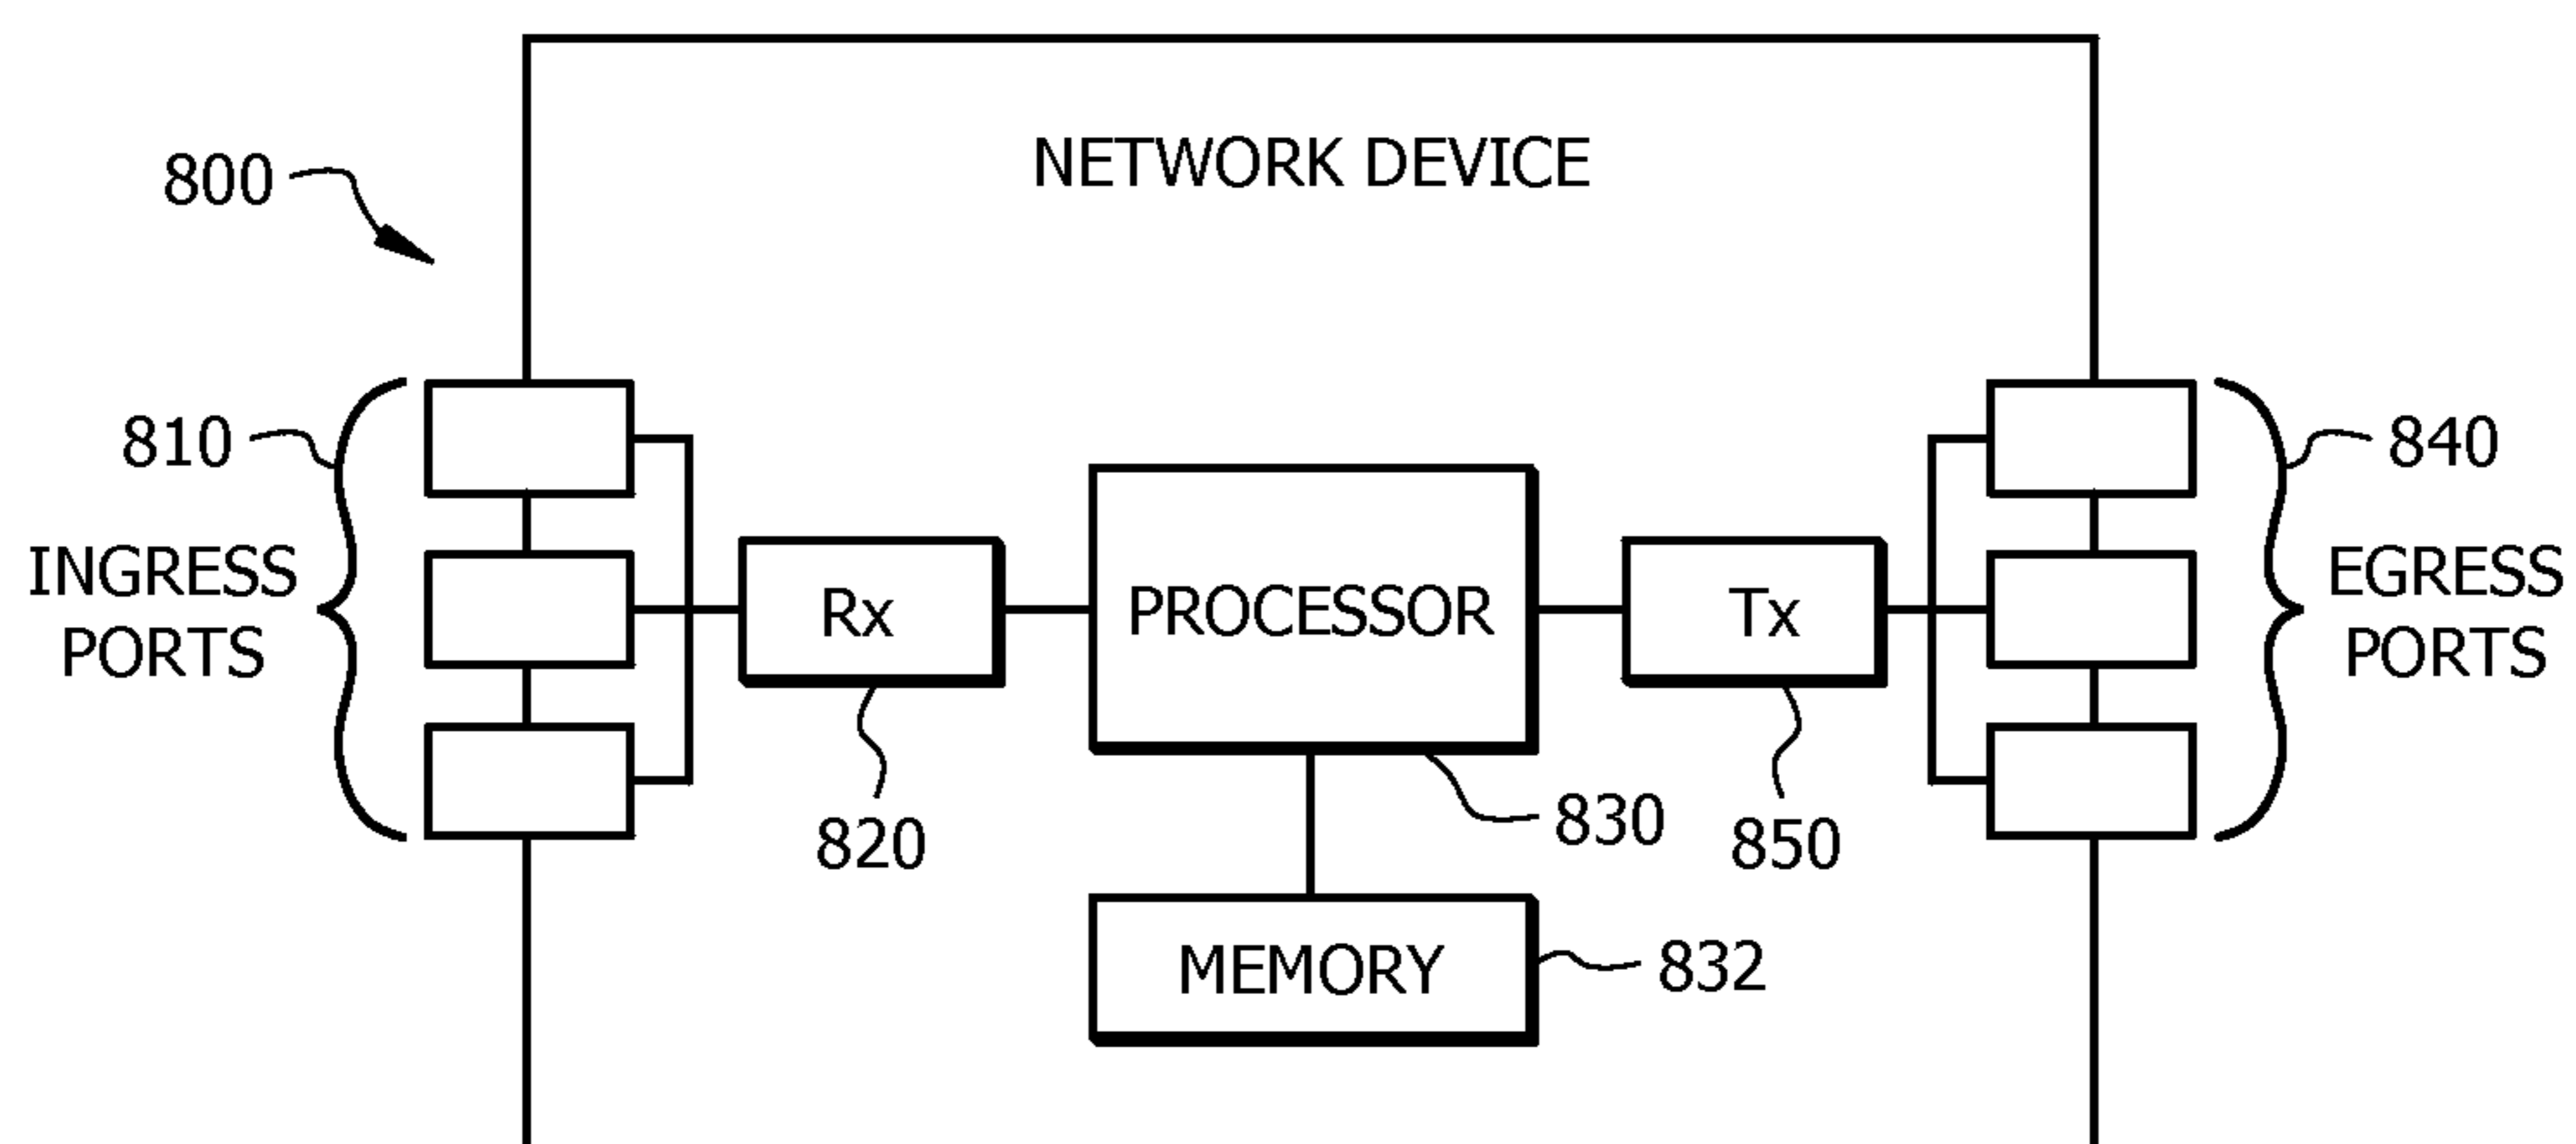 NETWORK DEVICE
800
810
840
INGRESS
PORTS
Rx
PROCESSOR
Tx
EGRESS
PORTS
820
830
850
MEMORY
832